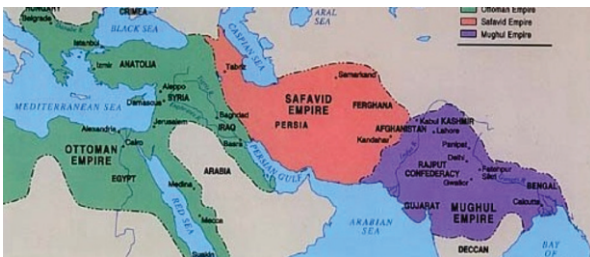 HUNGARY
Belgrade
CRIMEA
BLACK SEA
Istanbul
Izmir
ANATOLIA
CASPIAN SEA
ARAL
SEA
Ottoman Empire
Safavid Empire
Mughul Empire
Tabriz
Samarkand
Aleppo
SYRIA
MEDITERRANEAN SEA
Damascus
Baghdad
IRAQ
SAFAVID
EMPIRE
PERSIA
FERGHANA
AFGHANISTAN
Kabul
KASHMIR
Lahore
Kandahar
Alexandria
Jerusalem
Cairo
Basra
OTTOMAN
EMPIRE
EGYPT
PERSIAN GULF
ARABIA
Medina
RED SEA
Mecca
Suakin
Panipat
Delhi
RAJPUT
CONFEDERACY
Fatehpur
Gwalior
BENGAL
Calcutta
GUJARAT
MUGHUL
EMPIRE
ARABIAN
SEA
DECCAN
BAY
OF